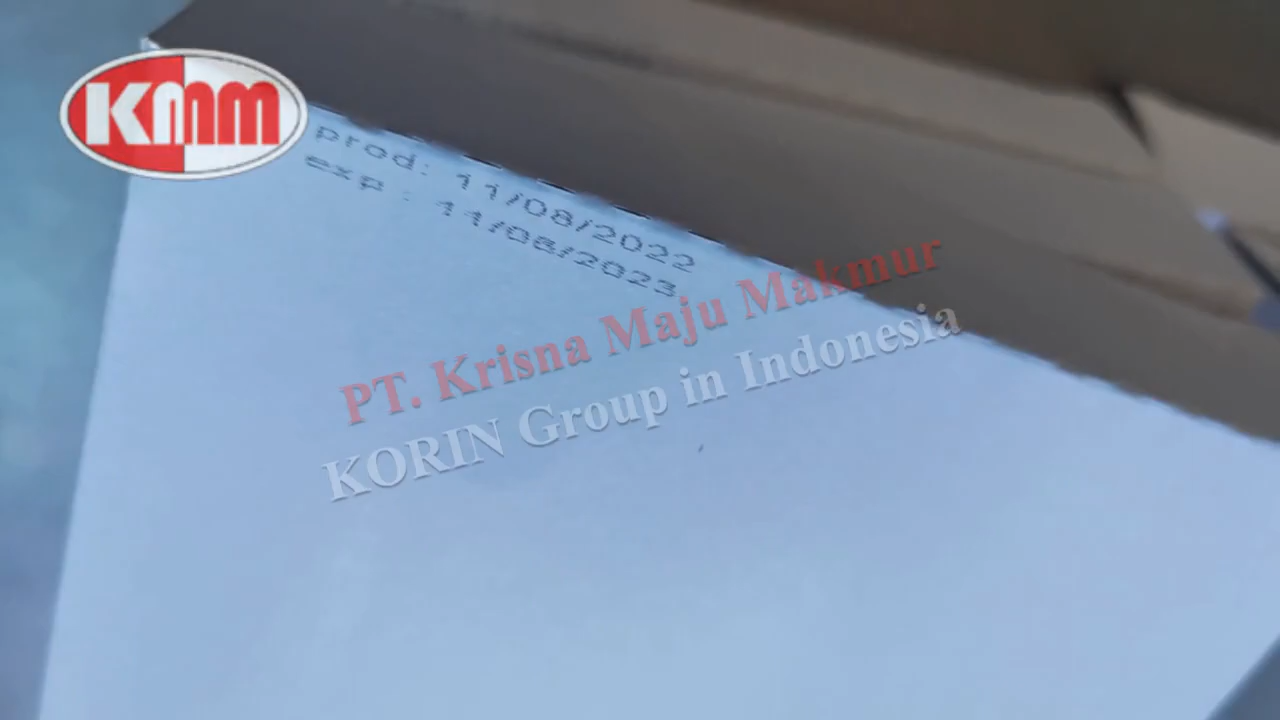 KMM
prod: 11/08/2022
exp : 11/08/2023
PT. Krisna Maju Makmur
KORIN Group in Indonesia